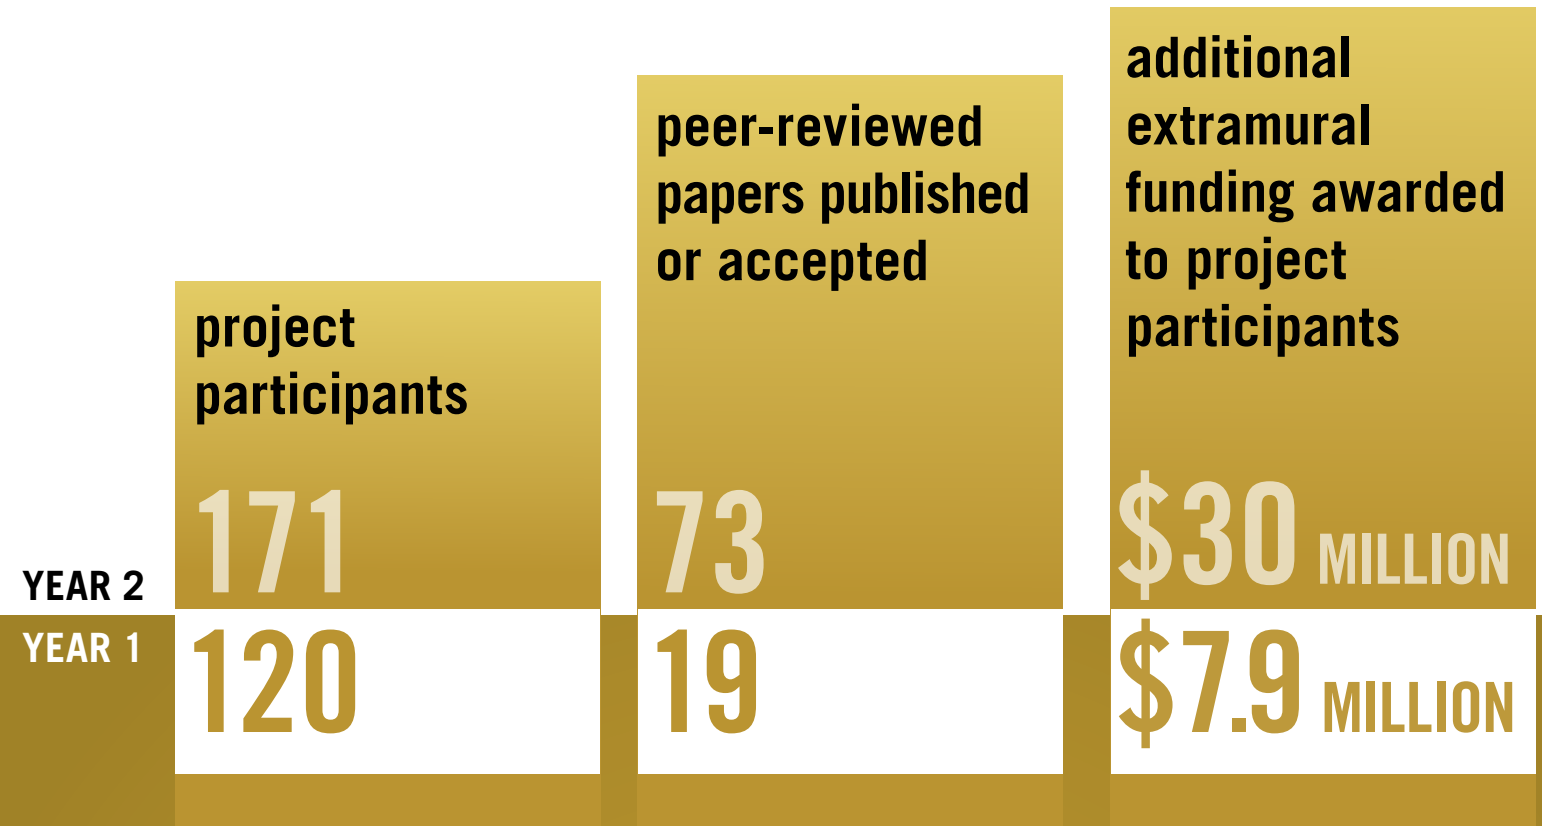 project
participants
171
peer-reviewed
papers published
or accepted
73
additional
extramural
funding awarded
to project
participants
$30 MILLION
YEAR 2
YEAR 1
120
19
$7.9 MILLION